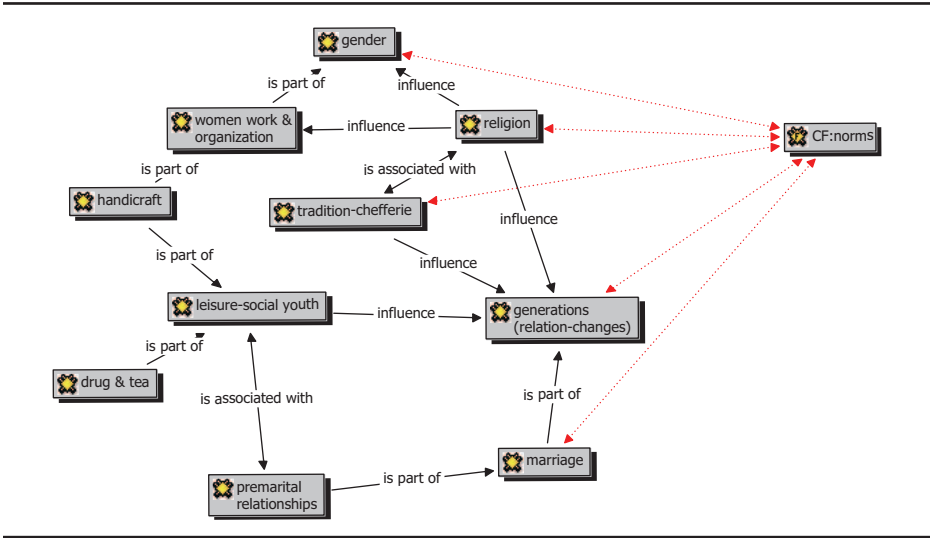 gender
is part of
influence
women work &
organization
influence
religion
CF:norms
is part of
is associated with
handicraft
tradition-chefferie
influence
is part of
influence
leisure-social youth
influence
generations
(relation-changes)
is part of
drug & tea
is associated with
is part of
marriage
is part of
premarital
relationships